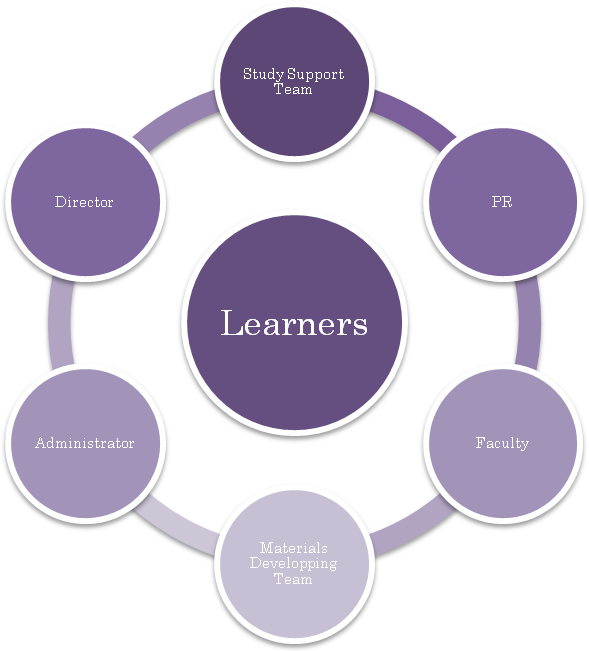 Study Support
Team
Director
PR
Learners
Administrator
Faculty
Materials
Developping
Team